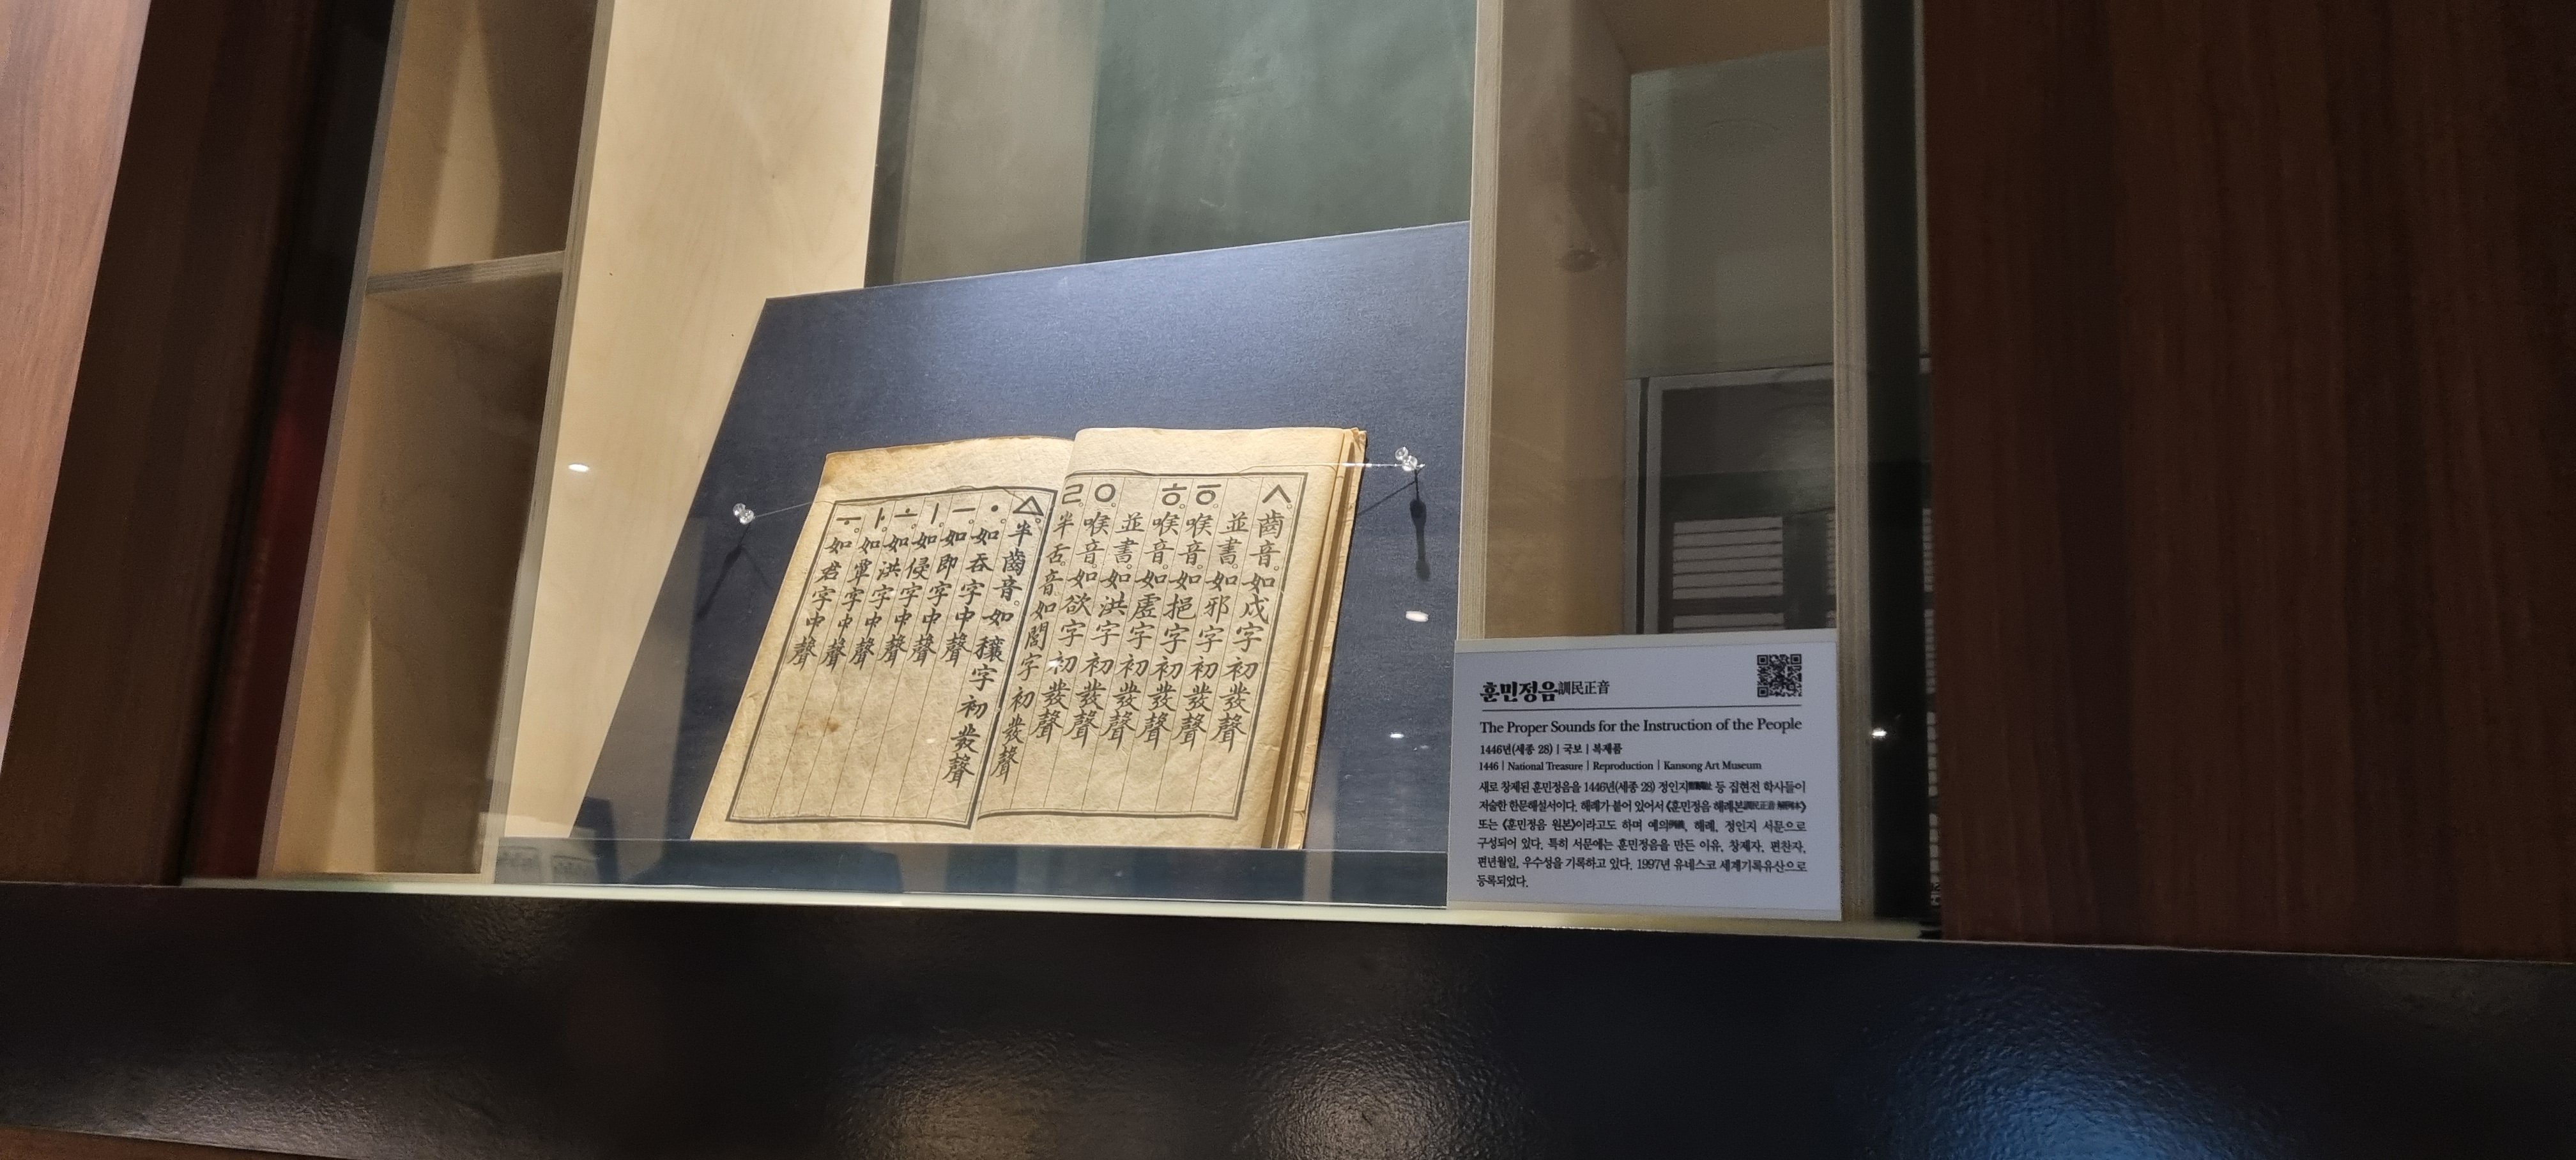 ㅅ。齒音。如戌字初發聲
並書。如邪字初發聲
ㆆ。喉音。如挹字初發聲
ㅎ。喉音。如虛字初發聲
並書。如洪字初發聲
ㅇ。喉音。如欲字初發聲
ㄹ。半舌音。如閭字初發聲
ㅿ。半齒音。如穰字初發聲
ㆍ。如呑字中聲
ㅡ。如即字中聲
ㅣ。如侵字中聲
ㅗ。如洪字中聲
ㅏ。如覃字中聲
ㅜ。如君字中聲
훈민정음訓民正音
The Proper Sounds for the Instruction of the People
1446년(세종 28) | 국보 | 복제품
1446 | National Treasure | Reproduction | Kansong Art Museum
새로 창제된 훈민정음을 1446년(세종 28) 정인지 등 집현전 학사들이
저술한 한문해설서이다. 해례가 붙어 있어서 《훈민정음 해례본訓民正音》
또는 《훈민정음 원본》이라고도 하며 예의, 해례, 정인지 서문으로
구성되어 있다. 특히 서문에는 훈민정음을 만든 이유, 창제자, 편찬자,
편년월일, 우수성을 기록하고 있다. 1997년 유네스코 세계기록유산으로
등록되었다.